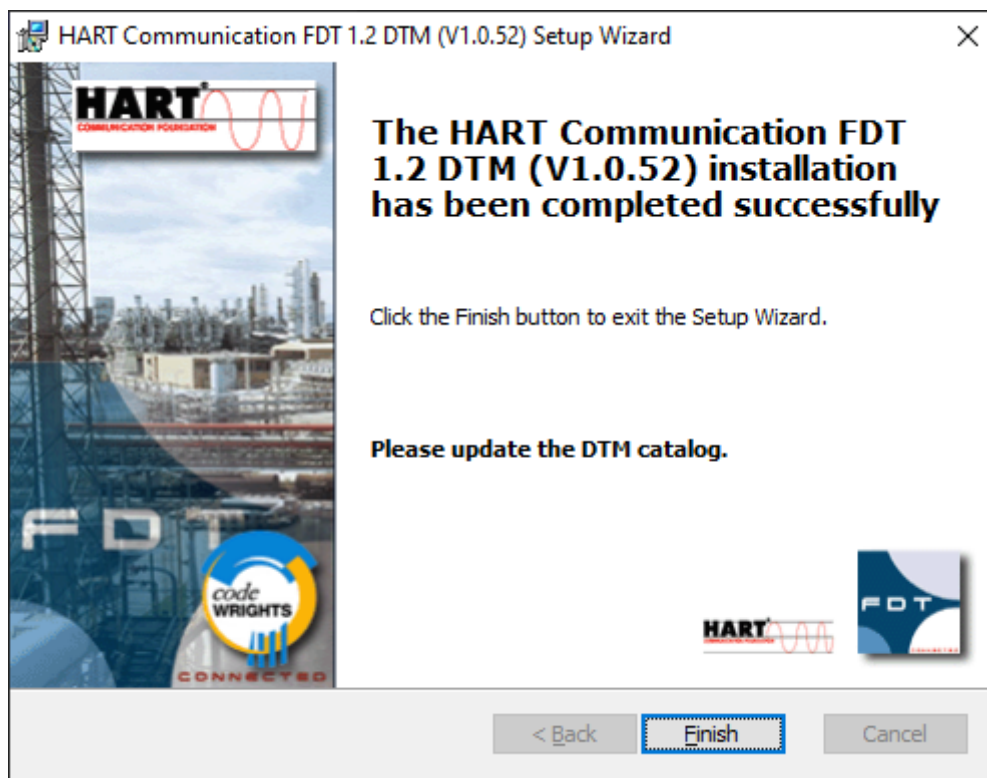 HART Communication FDT 1.2 DTM (V1.0.52) Setup Wizard
HART®
COMMUNICATION FOUNDATION
The HART Communication FDT
1.2 DTM (V1.0.52) installation
has been completed successfully
Click the Finish button to exit the Setup Wizard.
Please update the DTM catalog.
FDT
code
WRIGHTS
CONNECTED
HART
FDT
< Back
Finish
Cancel